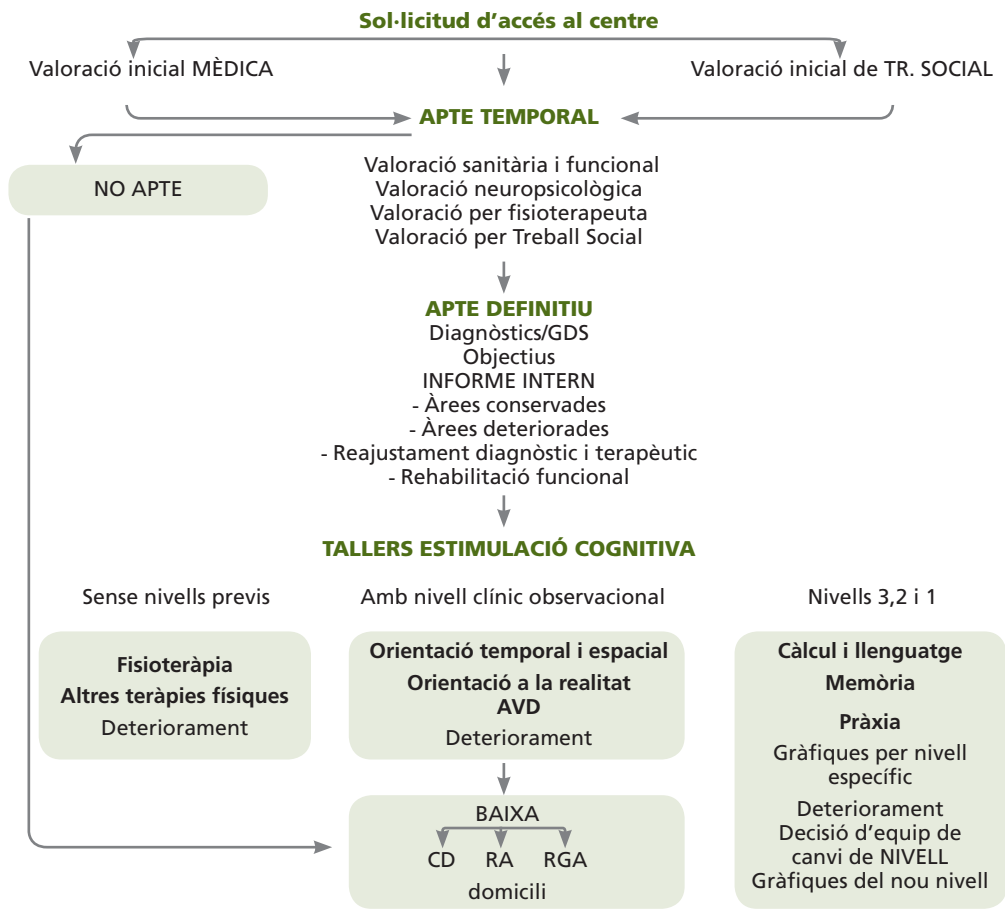 Sol·licitud d'accés al centre
Valoració inicial MÈDICA
Valoració inicial de TR. SOCIAL
APTE TEMPORAL
NO APTE
Valoració sanitària i funcional
Valoració neuropsicològica
Valoració per fisioterapeuta
Valoració per Treball Social
APTE DEFINITIU
Diagnòstics/GDS
Objectius
INFORME INTERN
- Àrees conservades
- Àrees deteriorades
- Reajustament diagnòstic i terapèutic
- Rehabilitació funcional
TALLERS ESTIMULACIÓ COGNITIVA
Sense nivells previs
Fisioteràpia
Altres teràpies físiques
Deteriorament
Amb nivell clínic observacional
Orientació temporal i espacial
Orientació a la realitat
AVD
Deteriorament
BAIXA
CD RA RGA
domicili
Nivells 3,2 i 1
Càlcul i llenguatge
Memòria
Pràxia
Gràfiques per nivell
específic
Deteriorament
Decisió d'equip de
canvi de NIVELL
Gràfiques del nou nivell